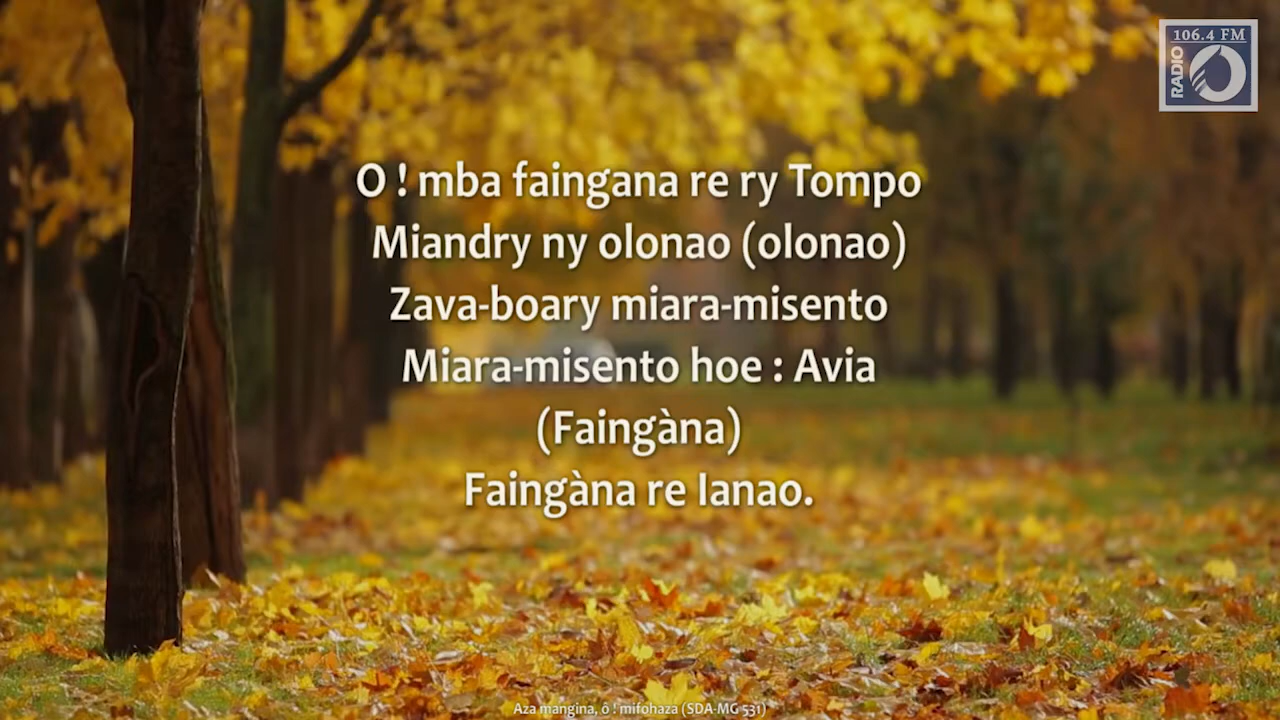 106.4 FM
RADIO
O ! mba faingana re ry Tompo
Miandry ny olonao (olonao)
Zava-boary miara-misento
Miara-misento hoe : Avia
(Faingàna)
Faingàna re Ianao.
Aza mangina, ô ! mifohaza (SDA-MG 531)